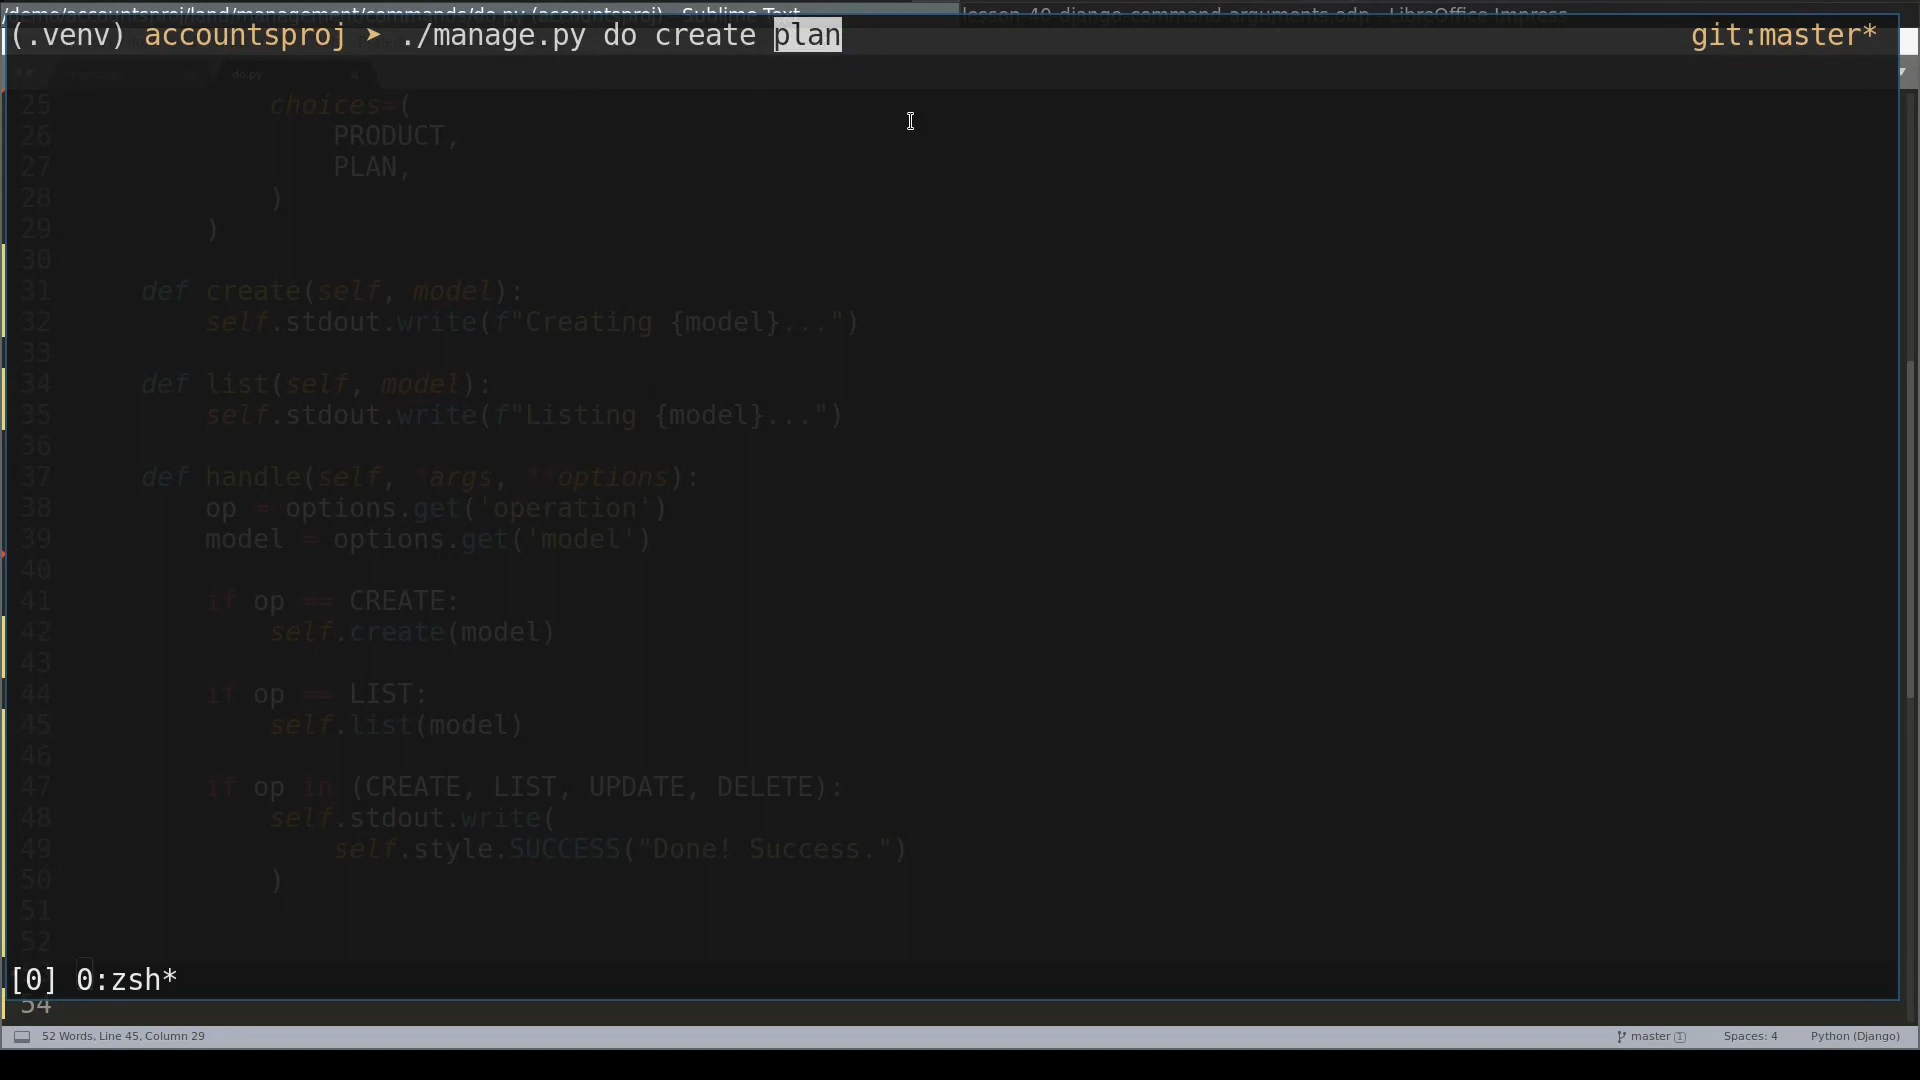 /demo/accountsproj/land/management/commands/do.py (accountsproj) - Sublime Text
lesson-40-django-command-arguments.odp - LibreOffice Impress
(.venv) accountsproj ➤ ./manage.py do create plan
git:master*
do.py
25 choices=(
26 PRODUCT,
27 PLAN,
28 )
29 )
30
31 def create(self, model):
32 self.stdout.write(f"Creating {model}...")
33
34 def list(self, model):
35 self.stdout.write(f"Listing {model}...")
36
37 def handle(self, *args, **options):
38 op = options.get('operation')
39 model = options.get('model')
40
41 if op == CREATE:
42 self.create(model)
43
44 if op == LIST:
45 self.list(model)
46
47 if op in (CREATE, LIST, UPDATE, DELETE):
48 self.stdout.write(
49 self.style.SUCCESS("Done! Success.")
50 )
51
52
[0] 0:zsh*
54
52 Words, Line 45, Column 29
master 1
Spaces: 4
Python (Django)